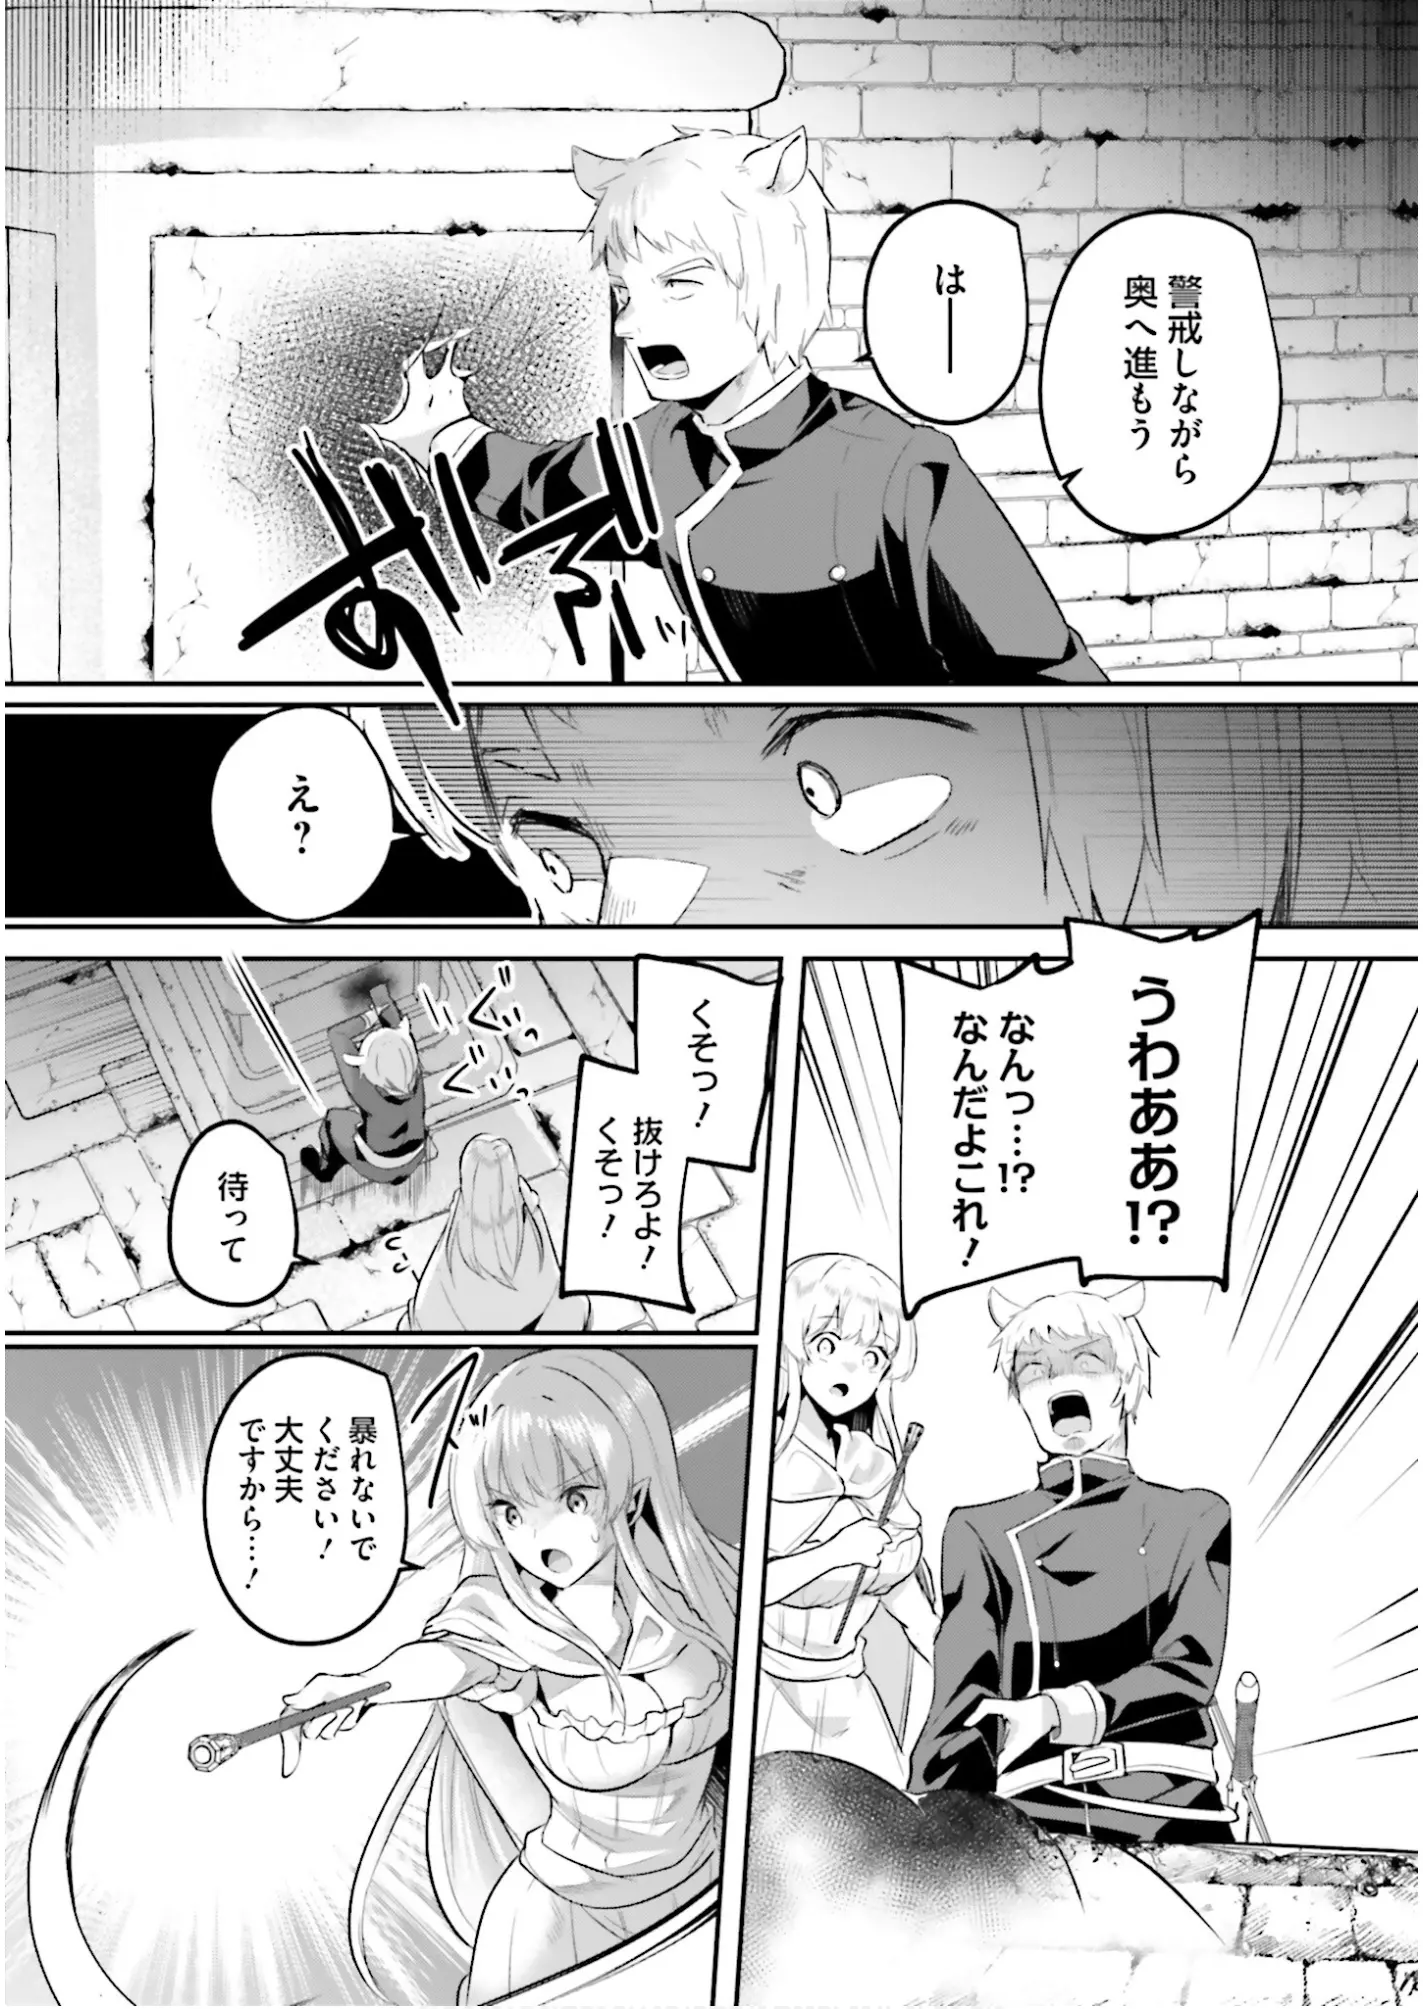 警戒しながら
奥へ進もう
はー
ずぶッ
え？
うわああ!?
なんっ…!?
なんだよこれ！
くそっ！
抜けろよ！
くそっ！
ぐぐ
待って
暴れないで
ください！
大丈夫
ですから…！